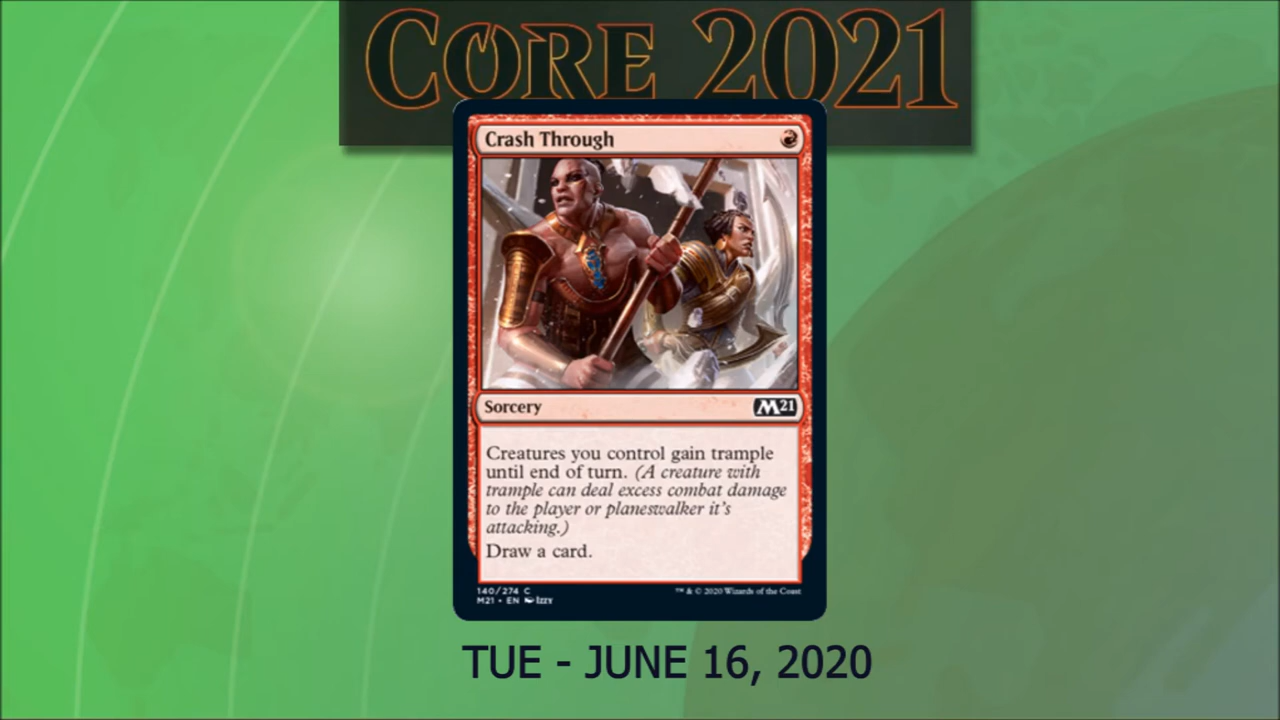 CORE 2021
Crash Through
Sorcery
M21
Creatures you control gain trample
until end of turn. (A creature with
trample can deal excess combat damage
to the player or planeswalker it's
attacking.)
Draw a card.
140/274 C
M21 • EN Izzy
™ & © 2020 Wizards of the Coast
TUE - JUNE 16, 2020